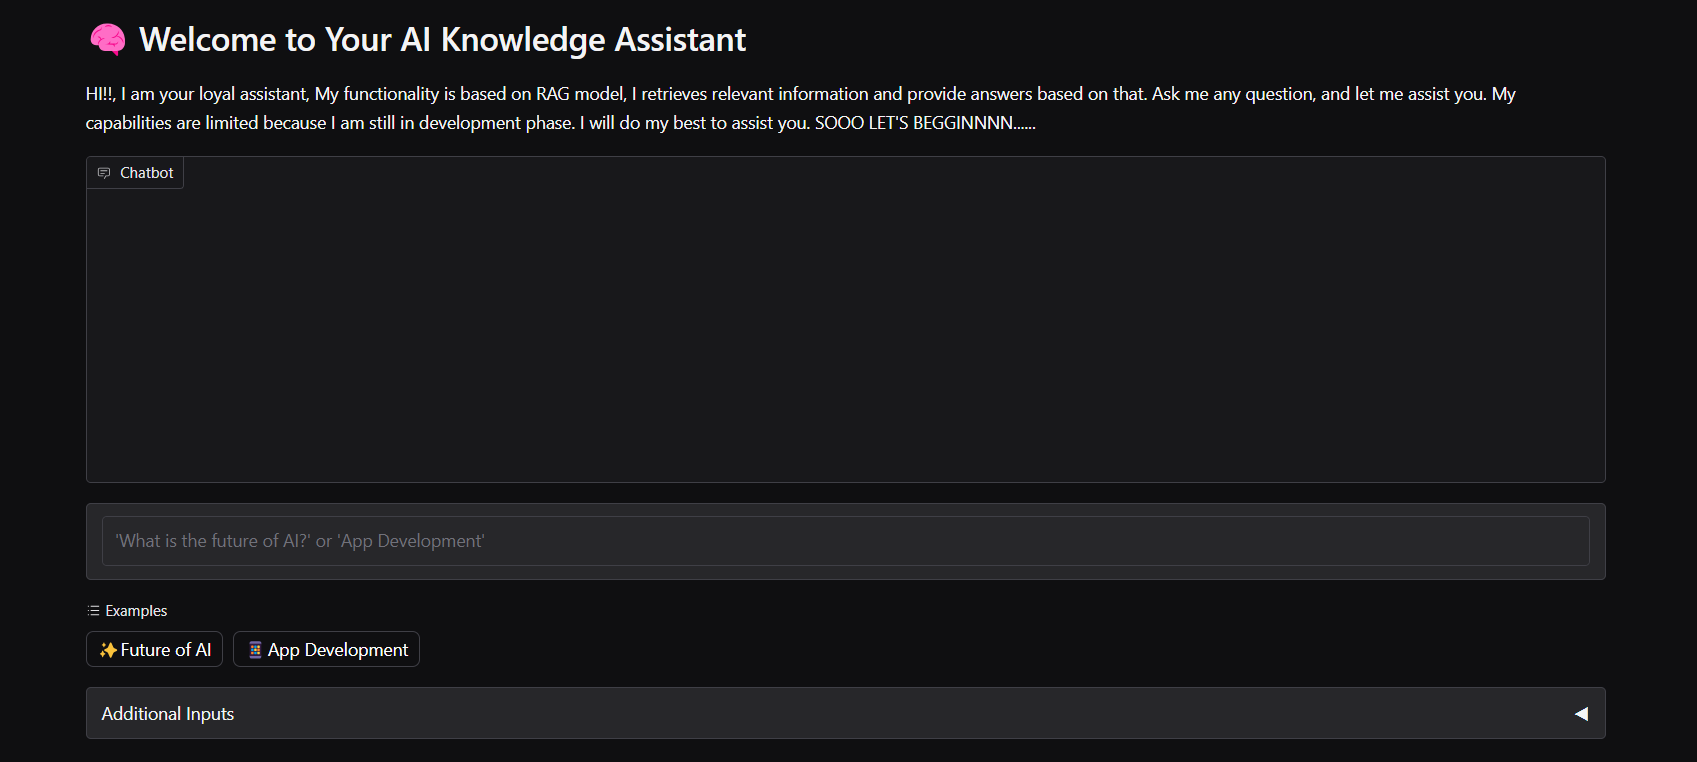 Welcome to Your AI Knowledge Assistant
HI!!, I am your loyal assistant, My functionality is based on RAG model, I retrieves relevant information and provide answers based on that. Ask me any question, and let me assist you. My
capabilities are limited because I am still in development phase. I will do my best to assist you. SOOO LET'S BEGGINNNN......
Chatbot
'What is the future of AI?' or 'App Development'
Examples
✨Future of AI
📱App Development
Additional Inputs